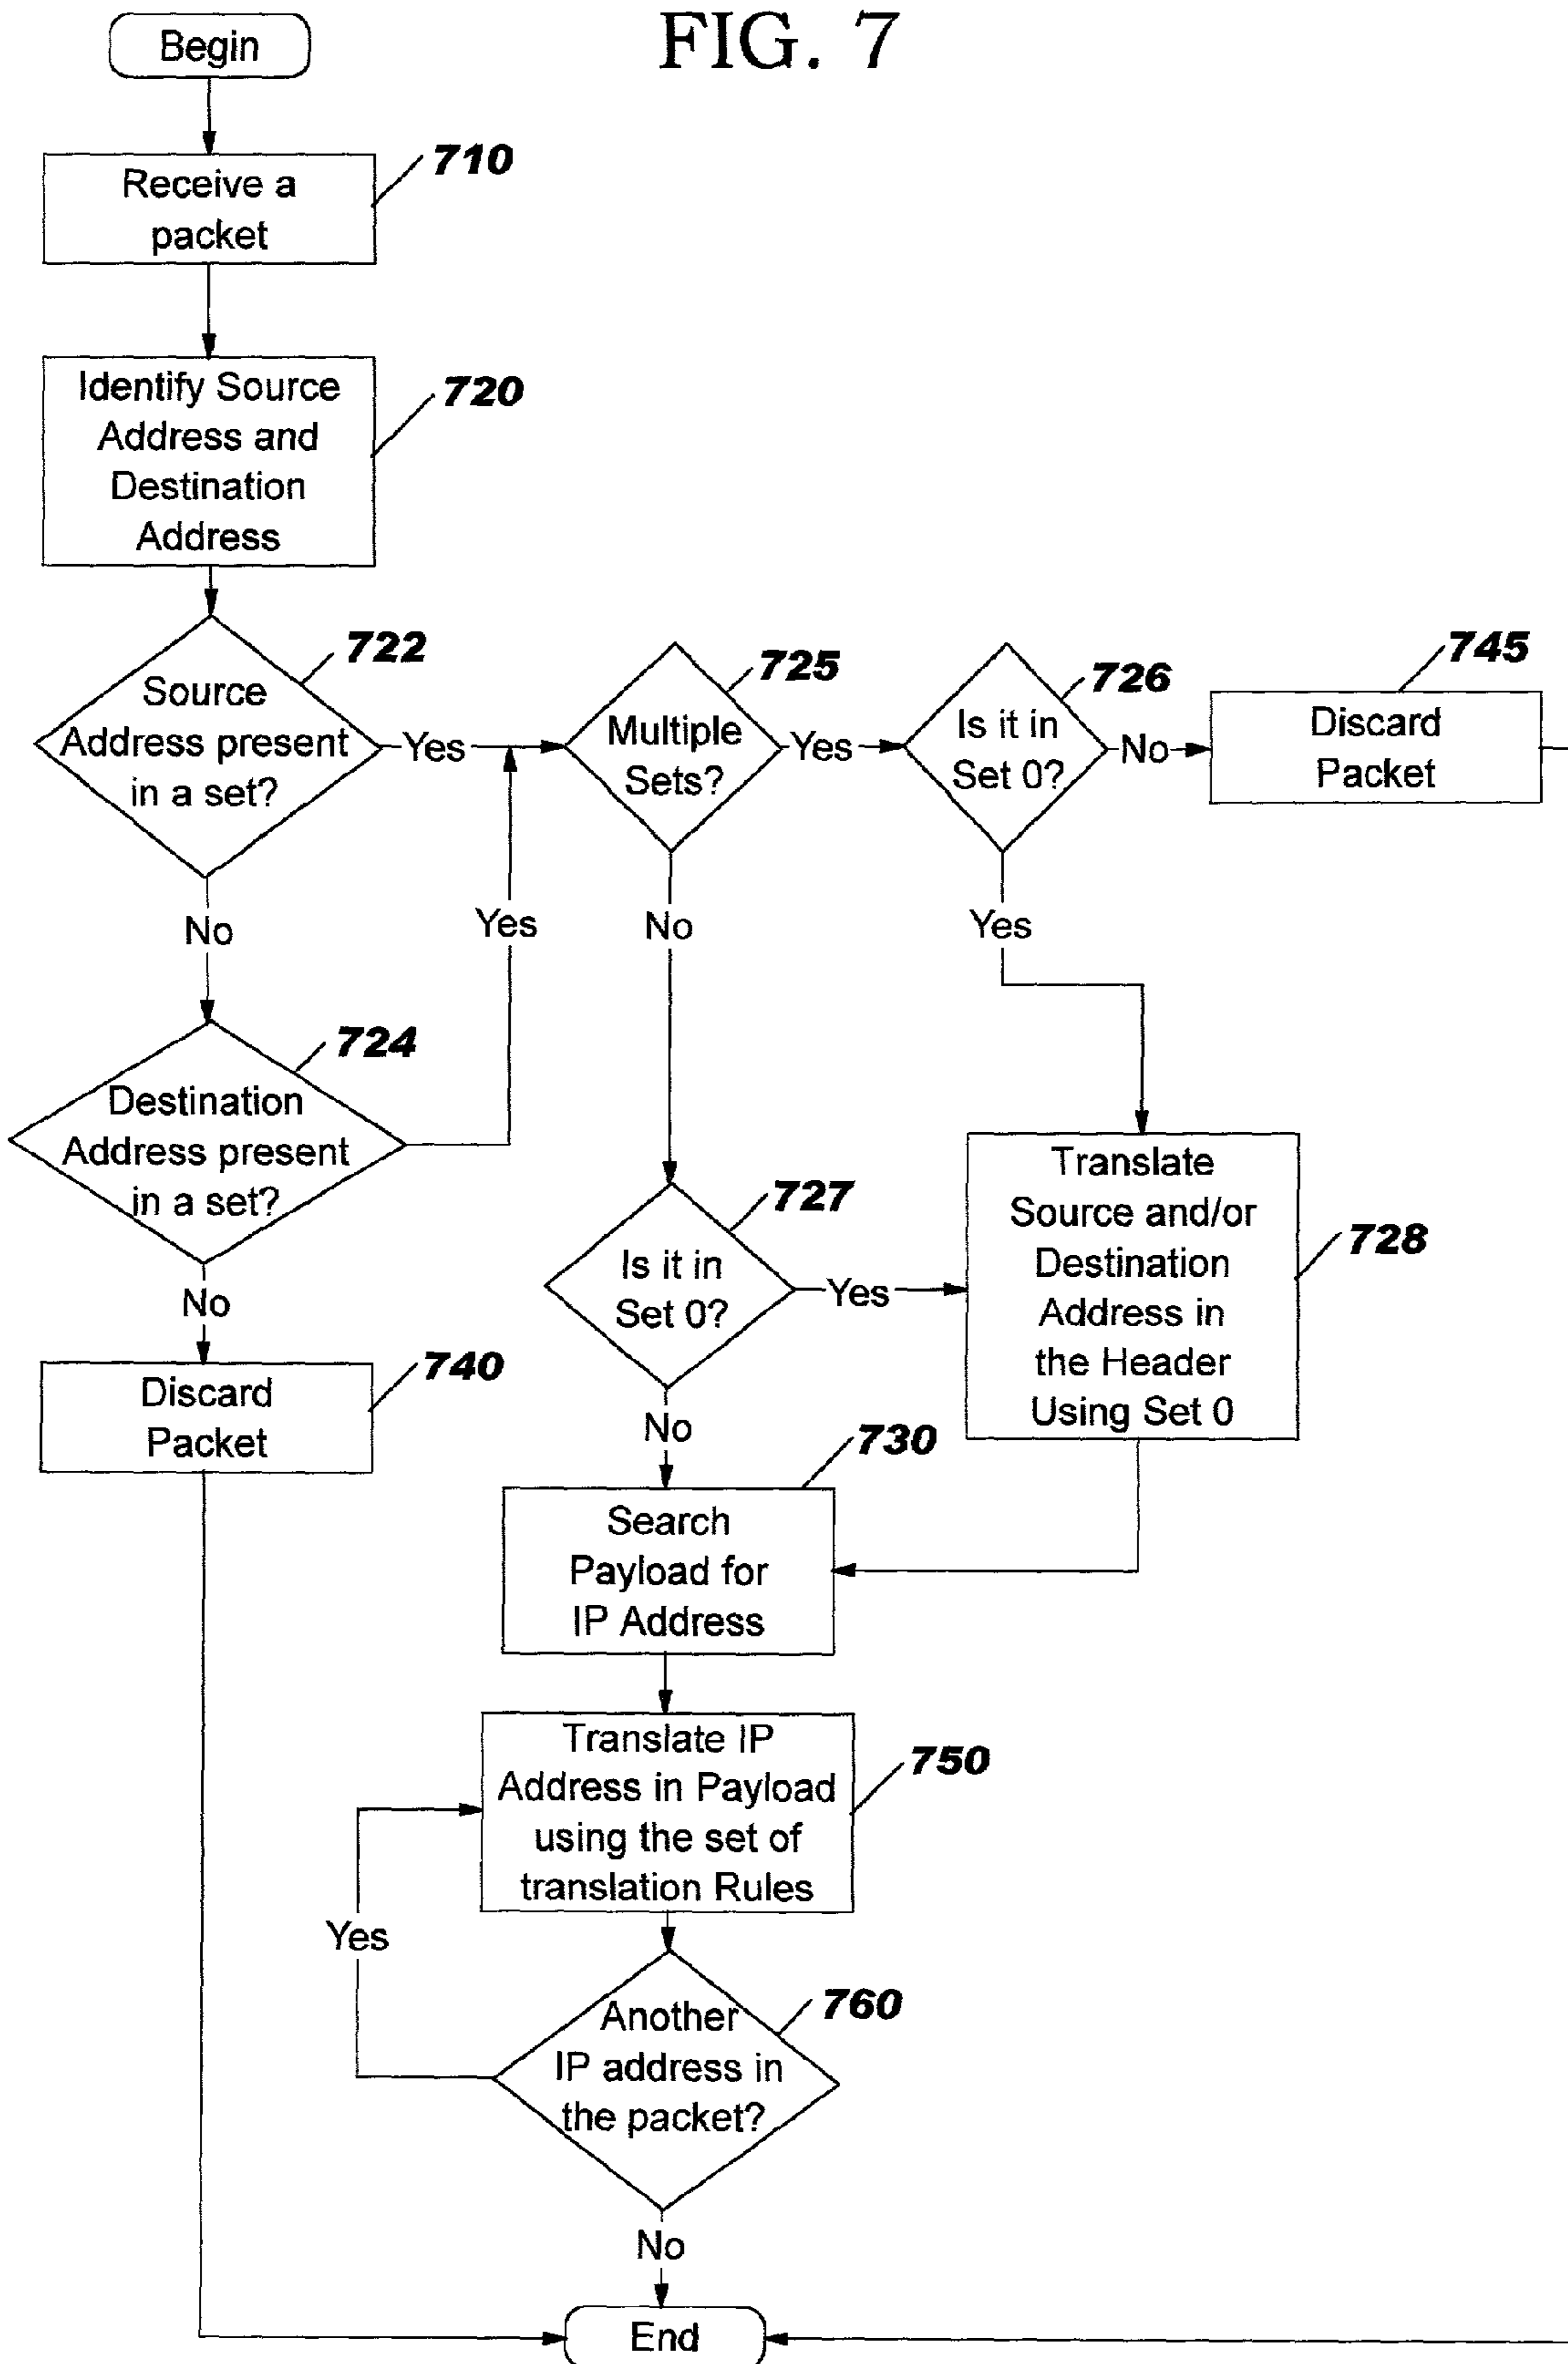 FIG. 7
Begin
710
Receive a
packet
720
Identify Source
Address and
Destination
Address
722
Source
Address present
in a set?
Yes
No
725
Multiple
Sets?
Yes
No
726
Is it in
Set 0?
No
Yes
745
Discard
Packet
724
Destination
Address present
in a set?
Yes
No
740
Discard
Packet
727
Is it in
Set 0?
Yes
No
728
Translate
Source and/or
Destination
Address in
the Header
Using Set 0
730
Search
Payload for
IP Address
750
Translate IP
Address in Payload
using the set of
translation Rules
Yes
760
Another
IP address in
the packet?
No
End